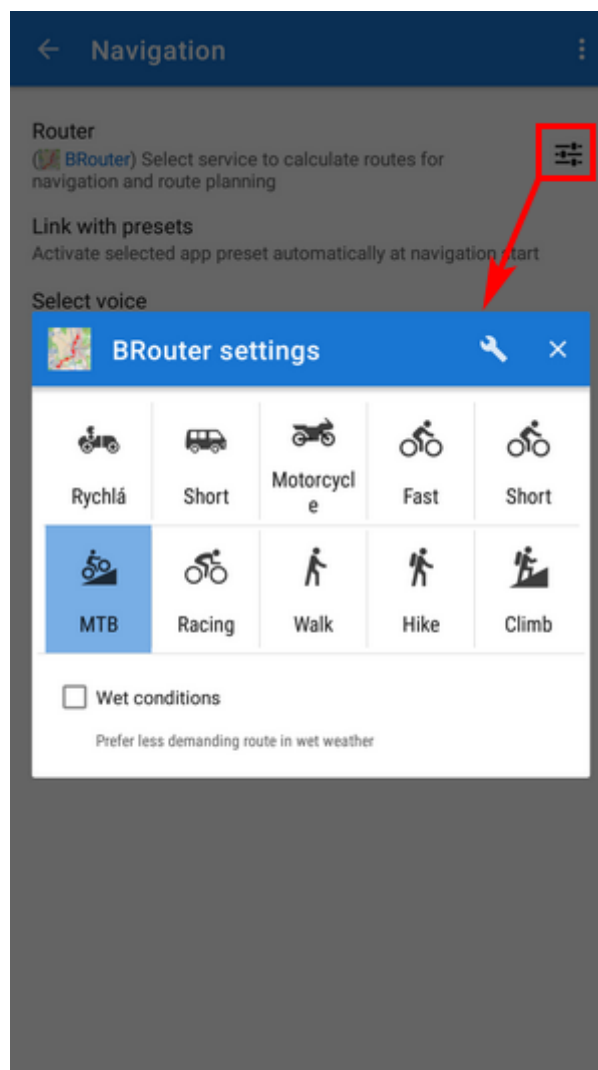 Navigation
Router
(BRouter) Select service to calculate routes for
navigation and route planning
Link with presets
Activate selected app preset automatically at navigation start
Select voice
BRouter settings
Rychlá
Short
Motorcycl
e
Fast
Short
MTB
Racing
Walk
Hike
Climb
Wet conditions
Prefer less demanding route in wet weather